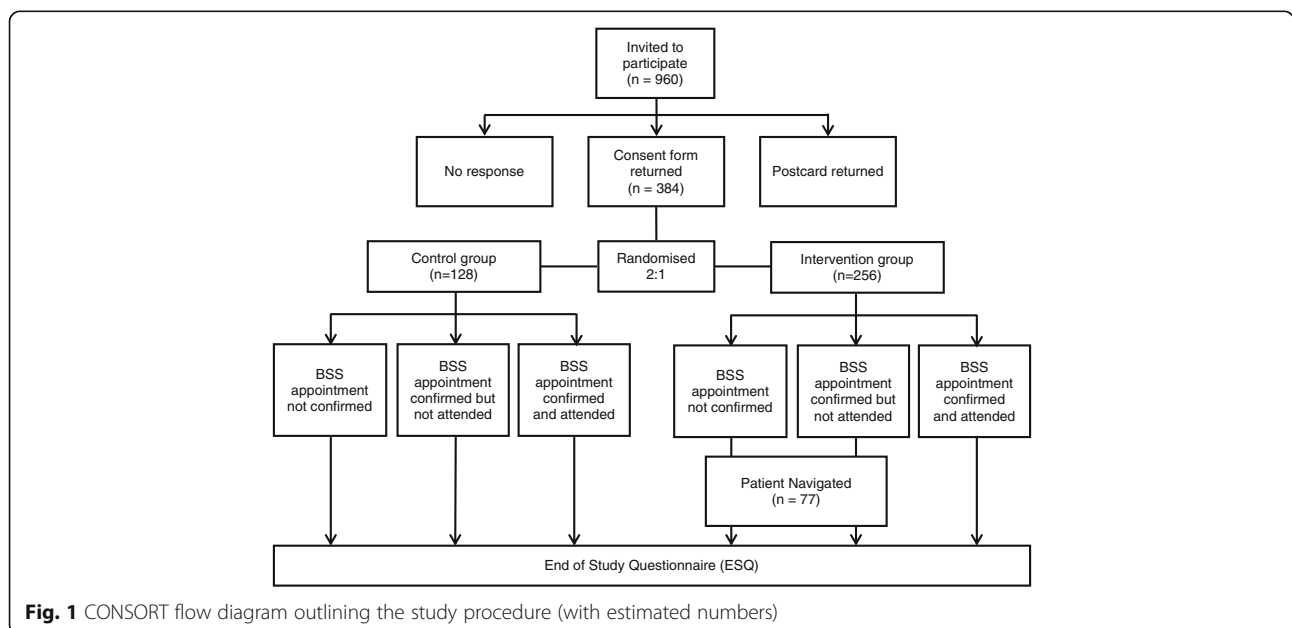 Invited to
participate
(n = 960)
No response
Consent form
returned
(n = 384)
Postcard returned
Control group
(n=128)
Randomised
2:1
Intervention group
(n=256)
BSS
appointment
not confirmed
BSS
appointment
confirmed but
not attended
BSS
appointment
confirmed
and attended
BSS
appointment
not confirmed
BSS
appointment
confirmed but
not attended
BSS
appointment
confirmed
and attended
Patient Navigated
(n = 77)
End of Study Questionnaire (ESQ)
Fig. 1 CONSORT flow diagram outlining the study procedure (with estimated numbers)